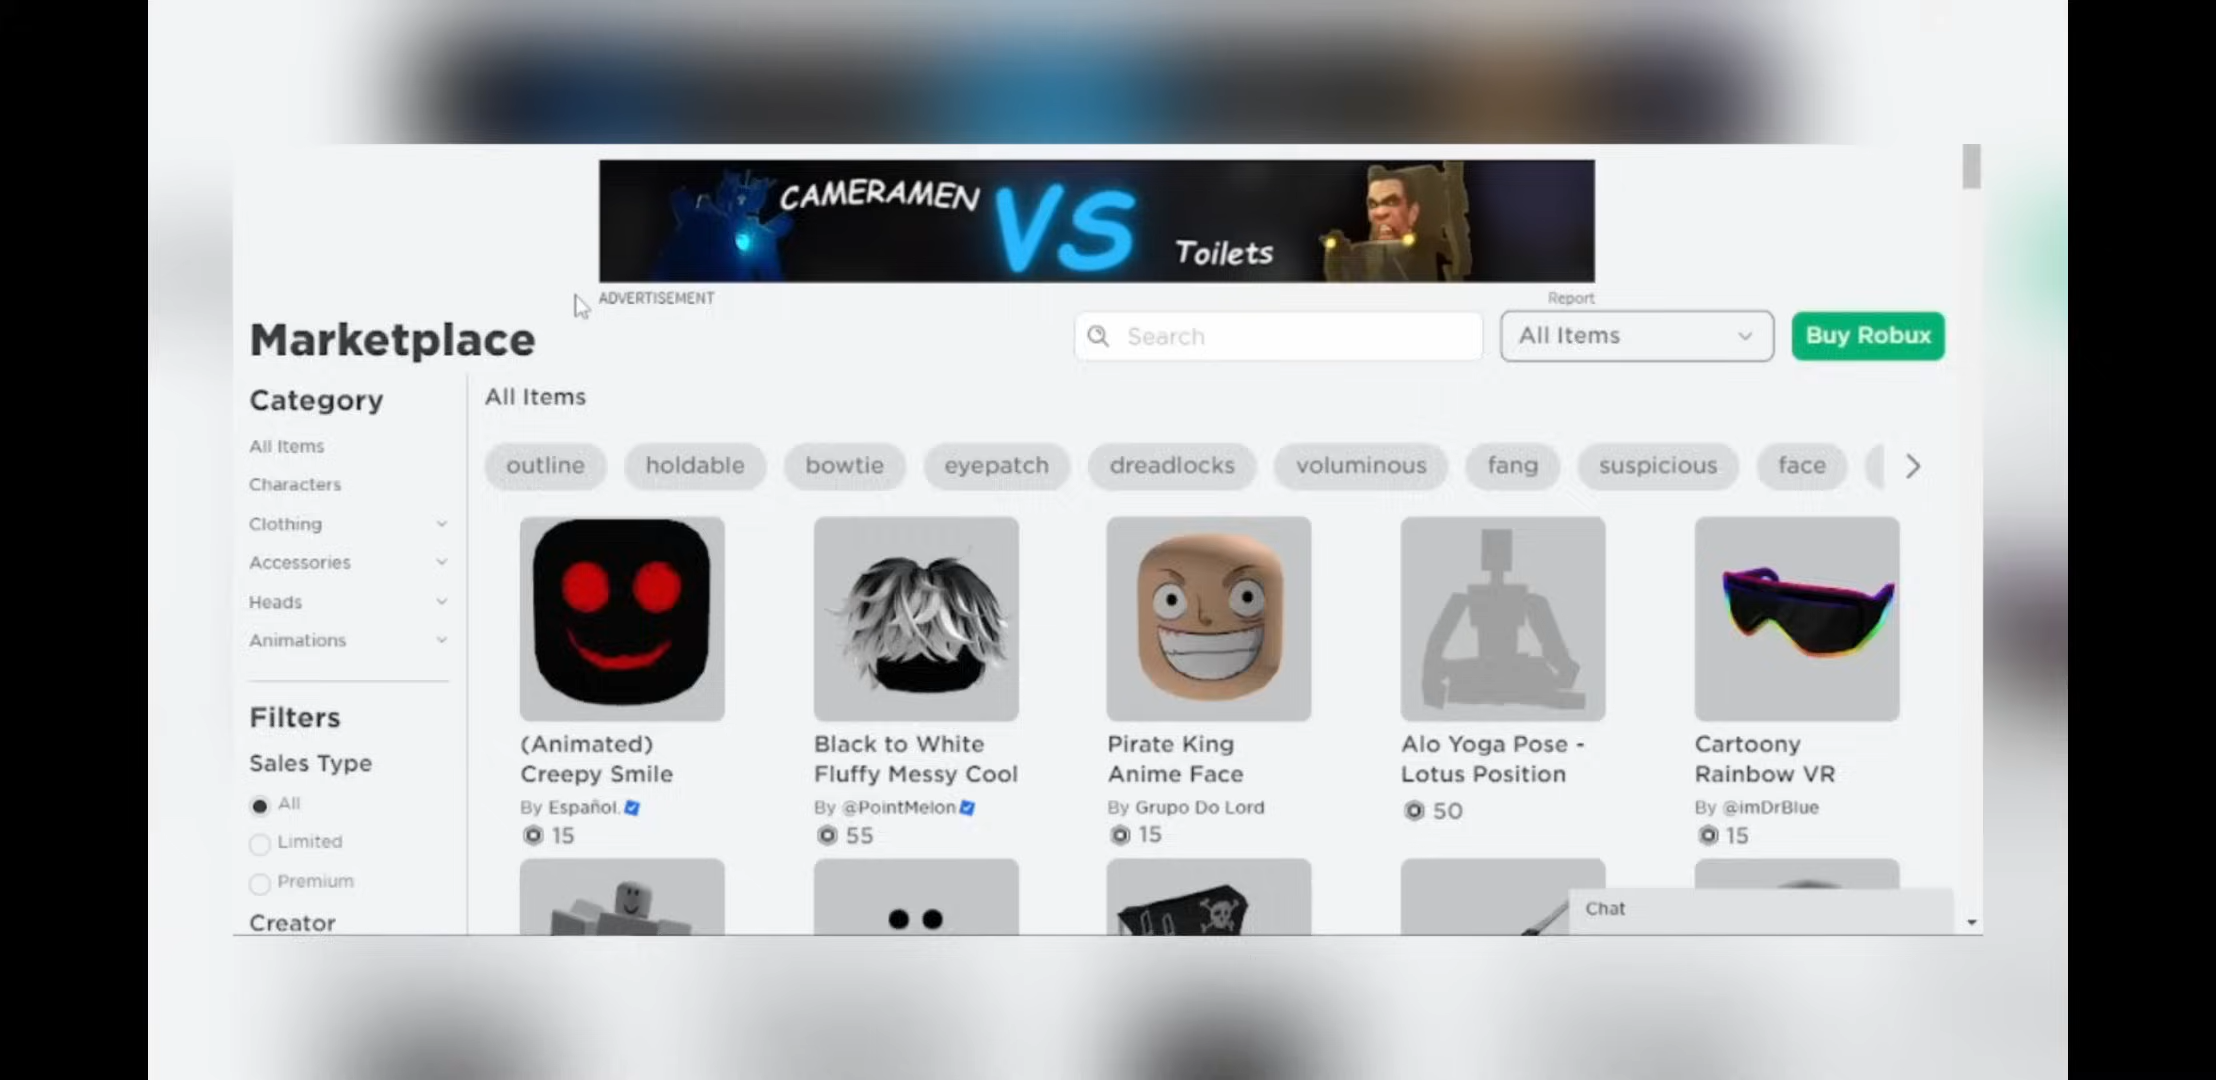 CAMERAMEN VS Toilets
ADVERTISEMENT
Report
Marketplace
Search
All Items
Buy Robux
Category
All Items
Characters
Clothing
Accessories
Heads
Animations
Filters
Sales Type
All
Limited
Premium
Creator
All Items
outline
holdable
bowtie
eyepatch
dreadlocks
voluminous
fang
suspicious
face
(Animated)
Creepy Smile
By Español.
15
Black to White
Fluffy Messy Cool
By @PointMelon
55
Pirate King
Anime Face
By Grupo Do Lord
15
Alo Yoga Pose -
Lotus Position
50
Cartoony
Rainbow VR
By @imDrBlue
15
Chat